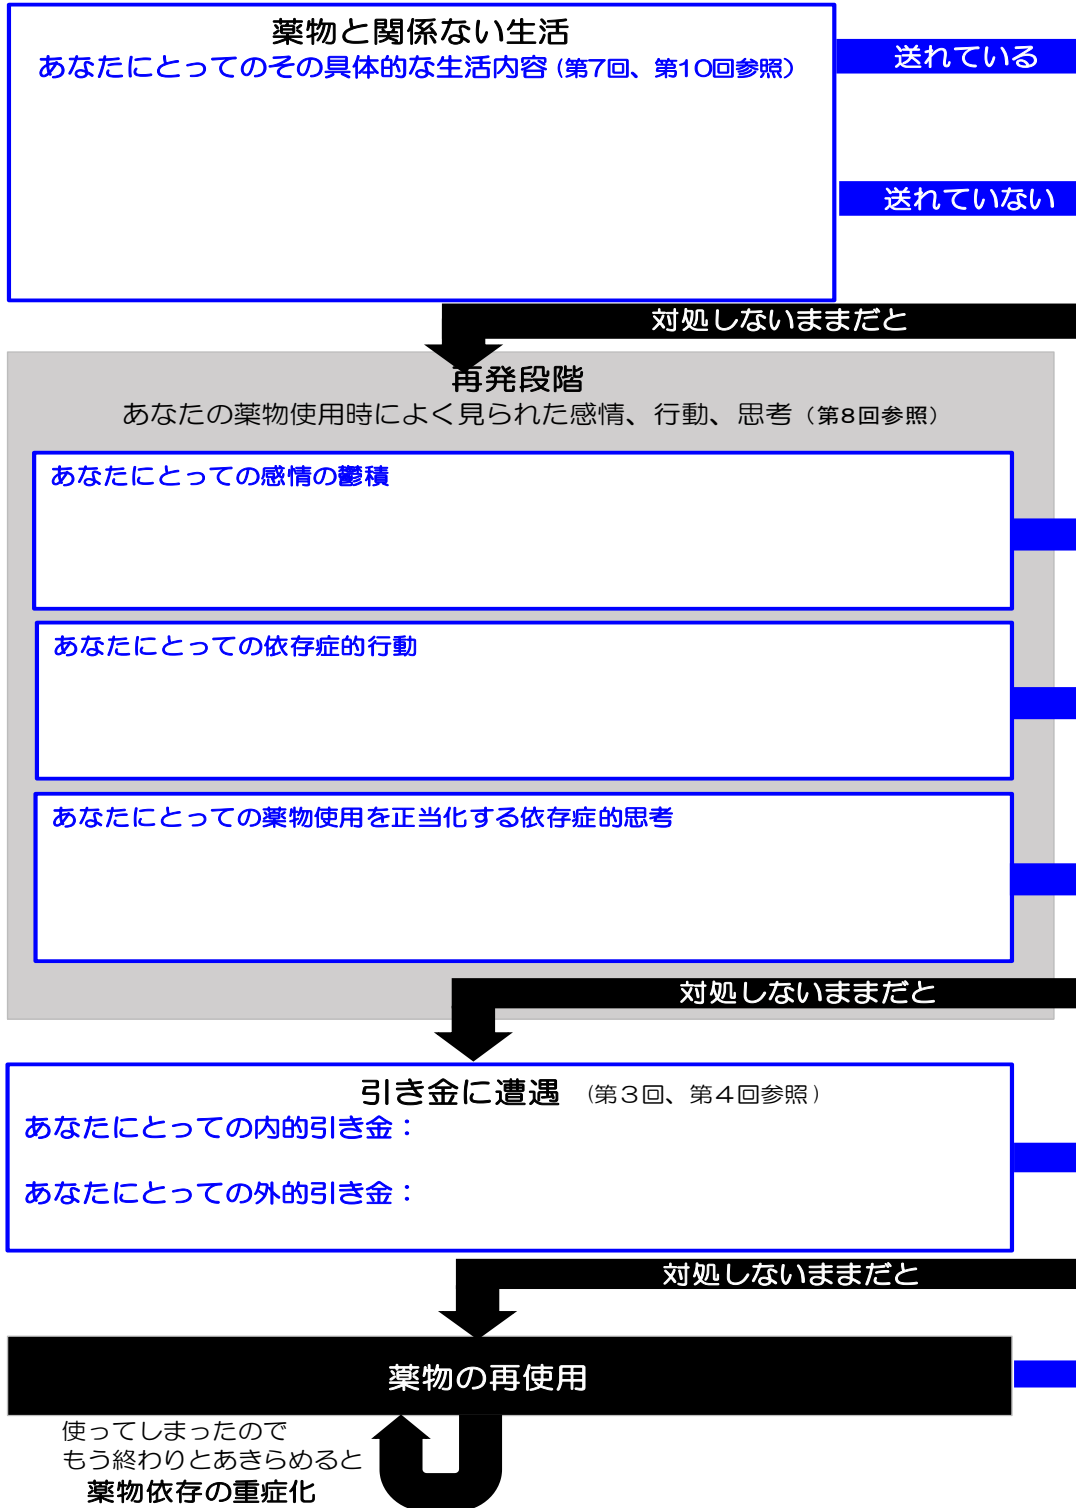 薬物と関係ない生活
あなたにとってのその具体的な生活内容(第7回、第10回参照)
送れている
送れていない
対処しないままだと
再発段階
あなたの薬物使用時によく見られた感情、行動、思考(第8回参照)
あなたにとっての感情の鬱積
あなたにとっての依存症的行動
あなたにとっての薬物使用を正当化する依存症的思考
対処しないままだと
引き金に遭遇 (第3回、第4回参照)
あなたにとっての内的引き金：
あなたにとっての外的引き金：
対処しないままだと
薬物の再使用
使ってしまったので
もう終わりとあきらめると
薬物依存の重症化